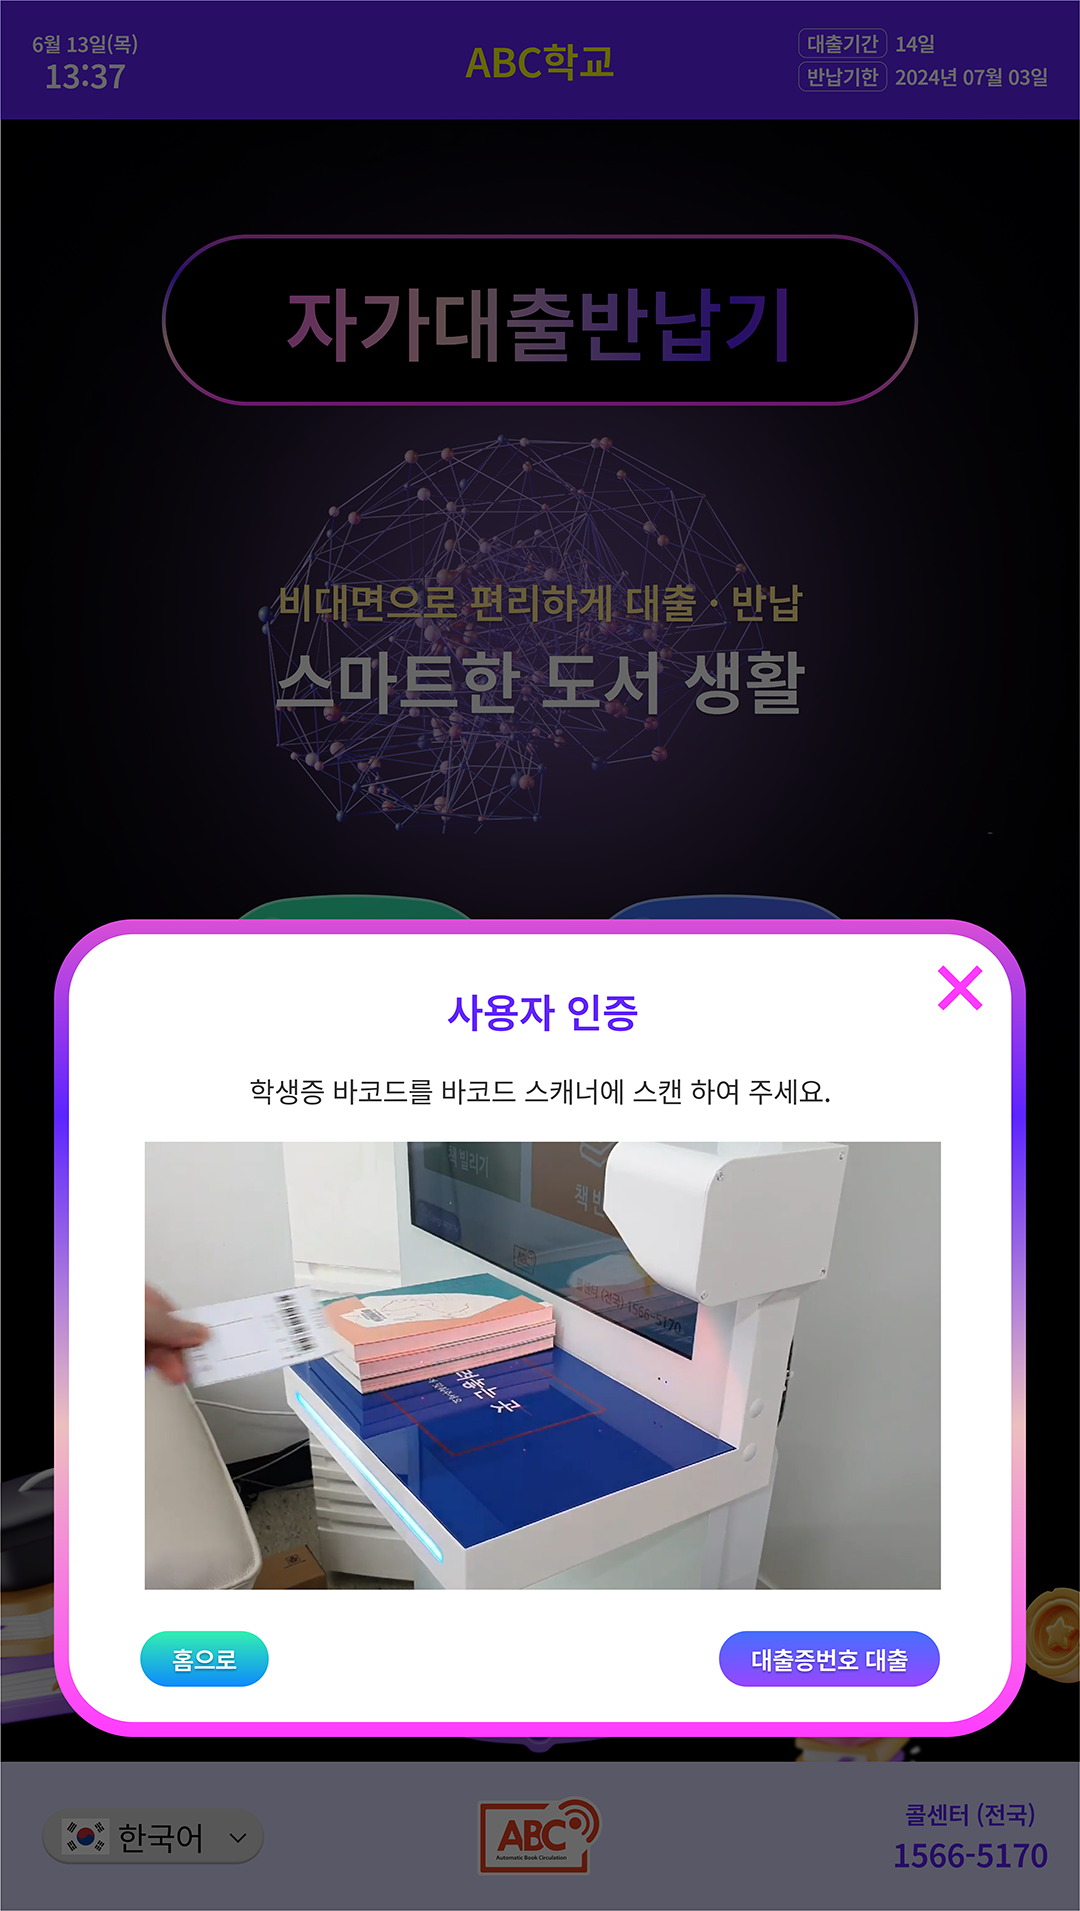 6월 13일(목)
13:37
ABC학교
대출기간 14일
반납기한 2024년 07월 03일
자가대출반납기
비대면으로 편리하게 대출 · 반납
스마트한 도서 생활
사용자 인증
학생증 바코드를 바코드 스캐너에 스캔 하여 주세요.
책 빌리기
책 반
콜센터 (전국) 1566-5170
홈으로
대출증번호 대출
한국어
ABC
Automatic Book Circulation
콜센터 (전국)
1566-5170